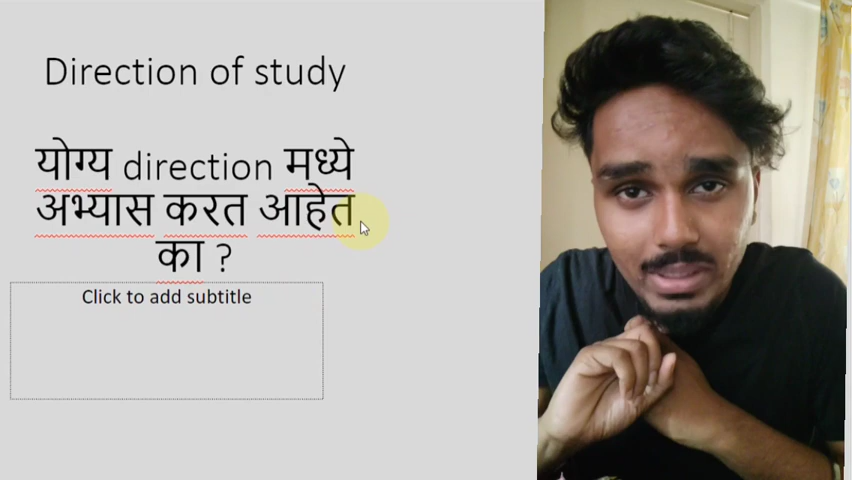 Direction of study
योग्य direction मध्ये
अभ्यास करत आहेत
का ?
Click to add subtitle